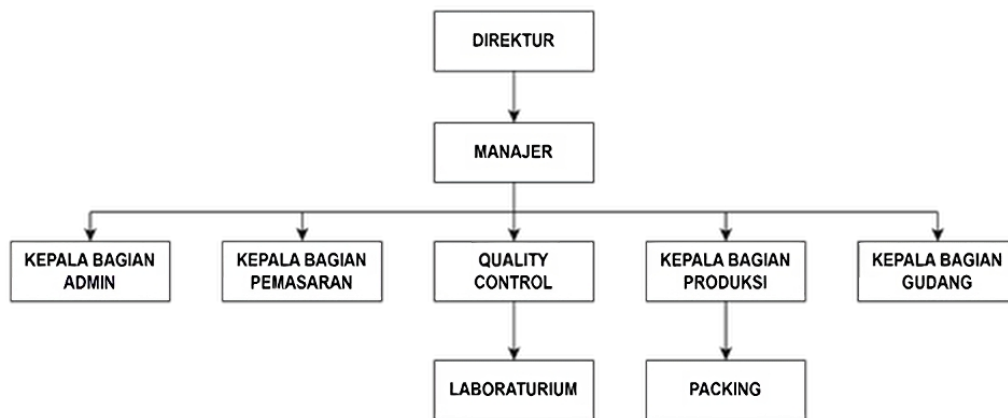 DIREKTUR
MANAJER
KEPALA BAGIAN
ADMIN
KEPALA BAGIAN
PEMASARAN
QUALITY
CONTROL
KEPALA BAGIAN
PRODUKSI
KEPALA BAGIAN
GUDANG
LABORATURIUM
PACKING